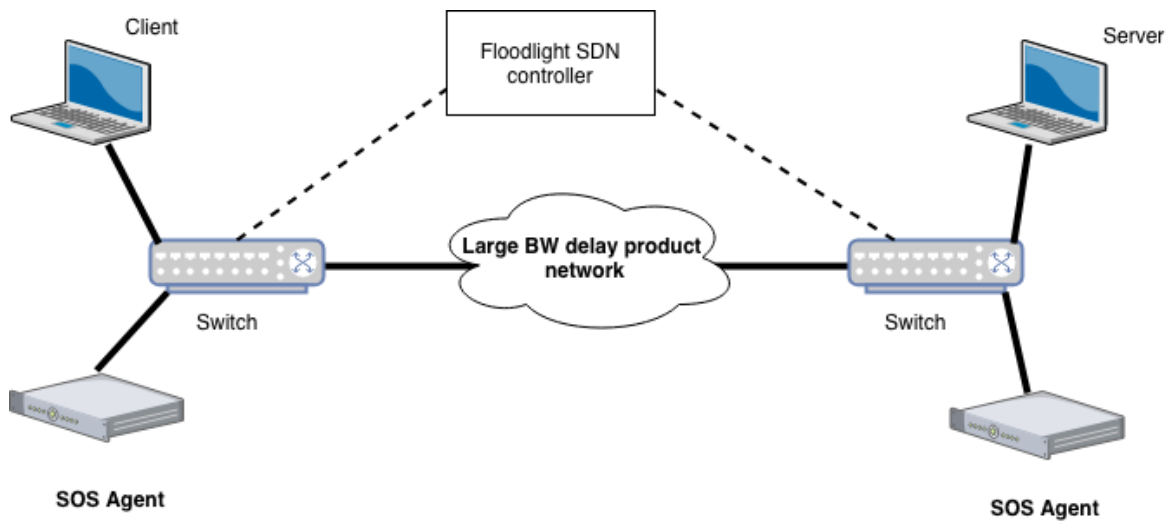 Client
Floodlight SDN
controller
Server
Large BW delay product
network
Switch
Switch
SOS Agent
SOS Agent